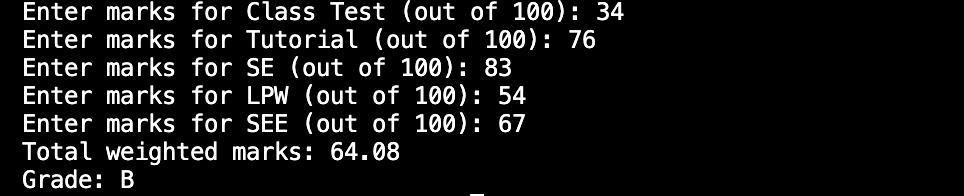 Enter marks for Class Test (out of 100): 34
Enter marks for Tutorial (out of 100): 76
Enter marks for SE (out of 100): 83
Enter marks for LPW (out of 100): 54
Enter marks for SEE (out of 100): 67
Total weighted marks: 64.08
Grade: B